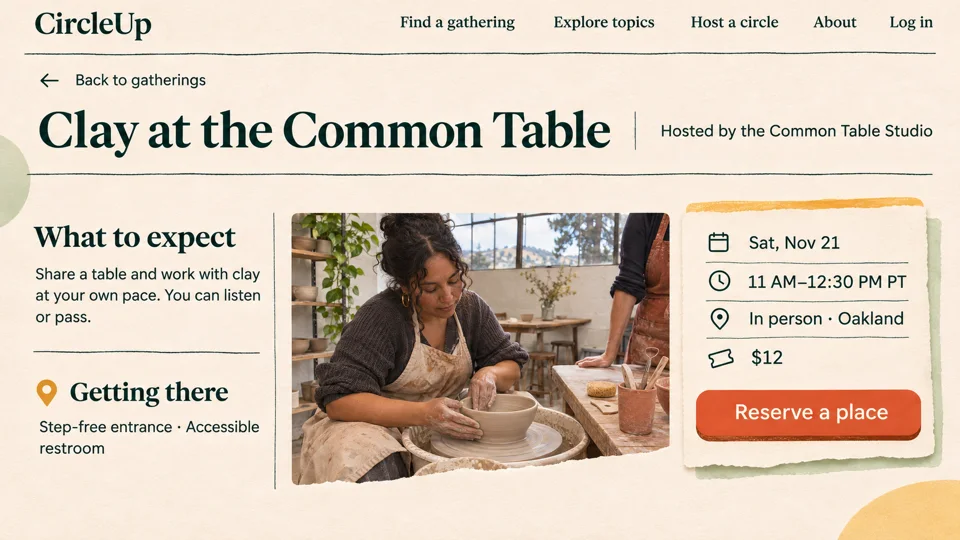 CircleUp
Find a gathering
Explore topics
Host a circle
About
Log in
Back to gatherings
Clay at the Common Table
Hosted by the Common Table Studio
What to expect
Share a table and work with clay
at your own pace. You can listen
or pass.
Getting there
Step-free entrance · Accessible
restroom
Sat, Nov 21
11 AM–12:30 PM PT
In person · Oakland
$12
Reserve a place